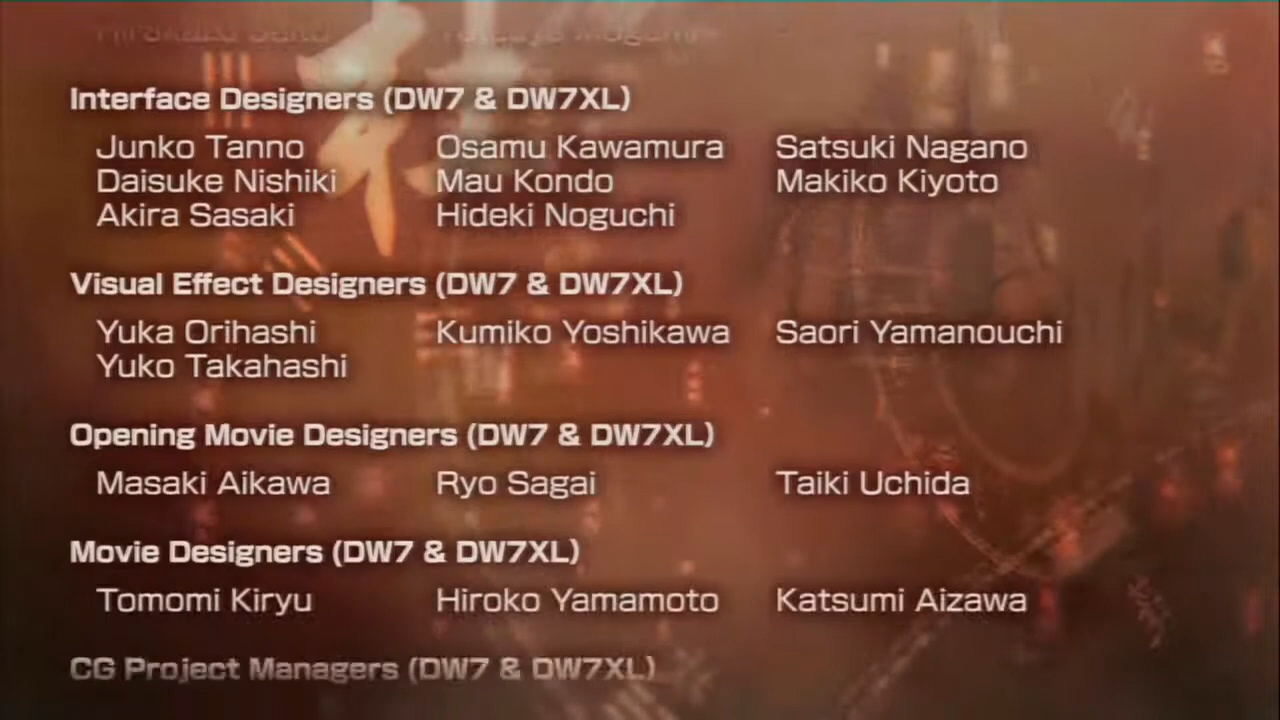 Interface Designers (DW7 & DW7XL)
Junko Tanno Osamu Kawamura Satsuki Nagano
Daisuke Nishiki Mau Kondo Makiko Kiyoto
Akira Sasaki Hideki Noguchi
Visual Effect Designers (DW7 & DW7XL)
Yuka Orihashi Kumiko Yoshikawa Saori Yamanouchi
Yuko Takahashi
Opening Movie Designers (DW7 & DW7XL)
Masaki Aikawa Ryo Sagai Taiki Uchida
Movie Designers (DW7 & DW7XL)
Tomomi Kiryu Hiroko Yamamoto Katsumi Aizawa
CG Project Managers (DW7 & DW7XL)